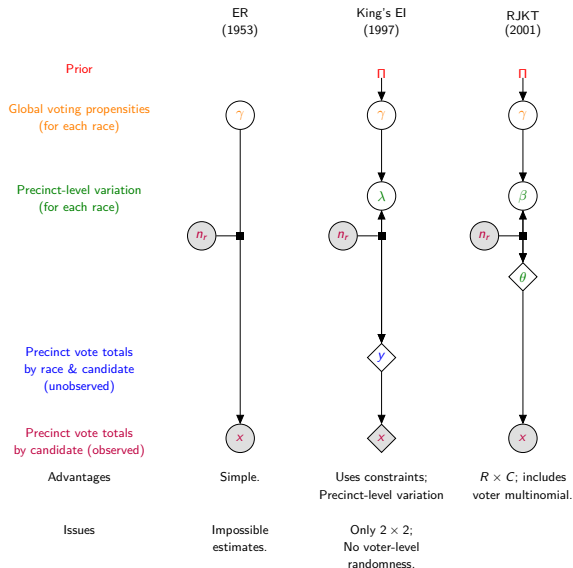 ER
(1953)
King's EI
(1997)
RJKT
(2001)
Prior
Π
Π
Global voting propensities
(for each race)
γ
γ
γ
Precinct-level variation
(for each race)
λ
β
n_r
n_r
n_r
θ
Precinct vote totals
by race & candidate
(unobserved)
y
Precinct vote totals
by candidate (observed)
x
x
x
Advantages
Simple.
Uses constraints;
Precinct-level variation
R × C; includes
voter multinomial.
Issues
Impossible
estimates.
Only 2 × 2;
No voter-level
randomness.